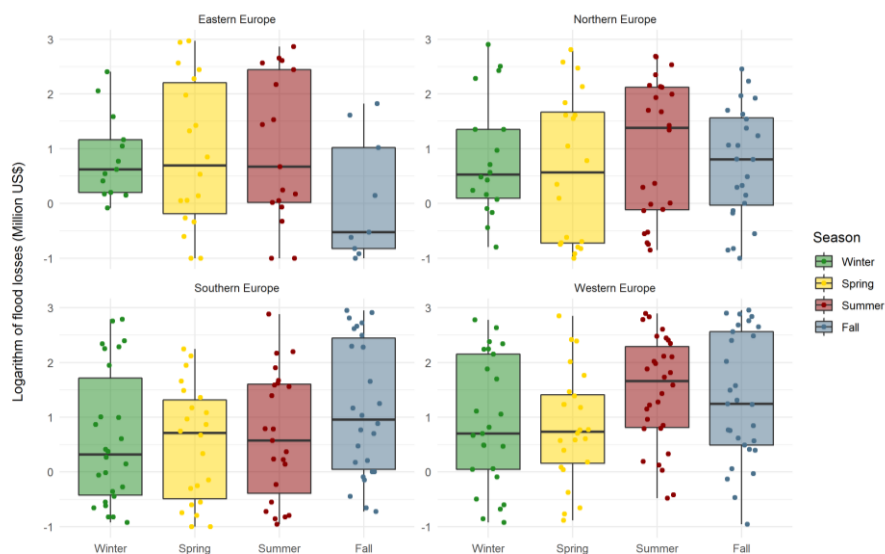 Eastern Europe
Northern Europe
3
2
1
0
-1
3
2
1
0
-1
Southern Europe
Western Europe
3
2
1
0
-1
3
2
1
0
-1
Winter
Spring
Summer
Fall
Winter
Spring
Summer
Fall
Logarithm of flood losses (Million US$)
Season
Winter
Spring
Summer
Fall